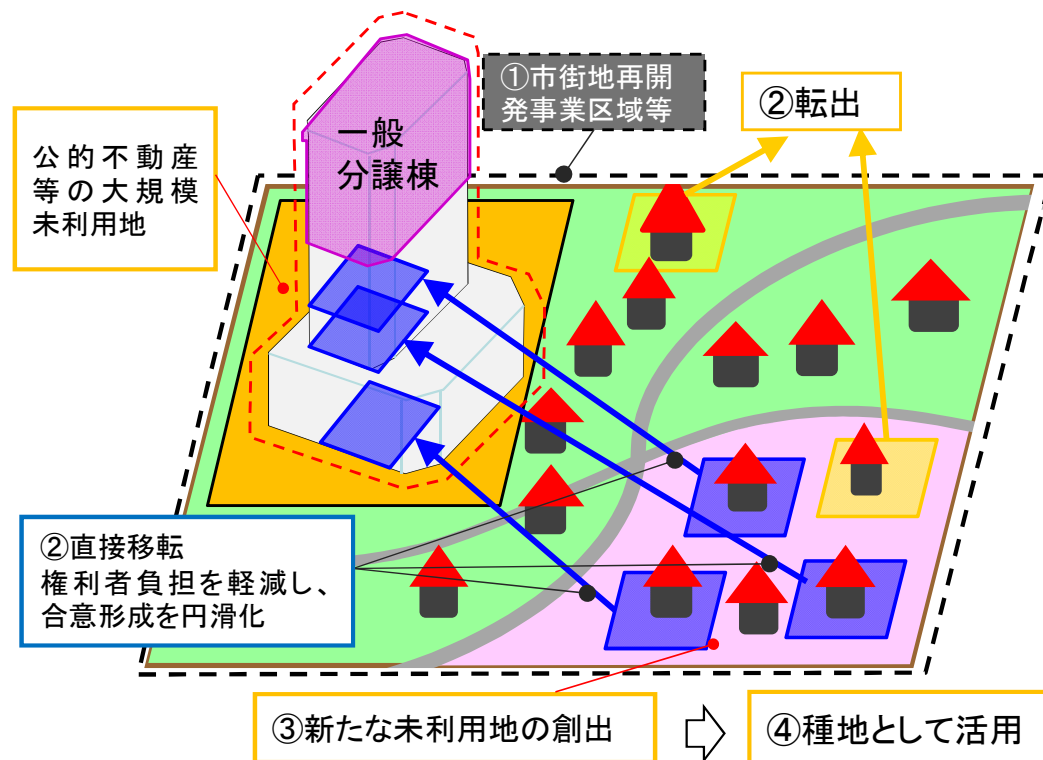 ①市街地再開
発事業区域等
②転出
一般
分譲棟
公的不動産
等の大規模
未利用地
②直接移転
権利者負担を軽減し、
合意形成を円滑化
③新たな未利用地の創出
④種地として活用